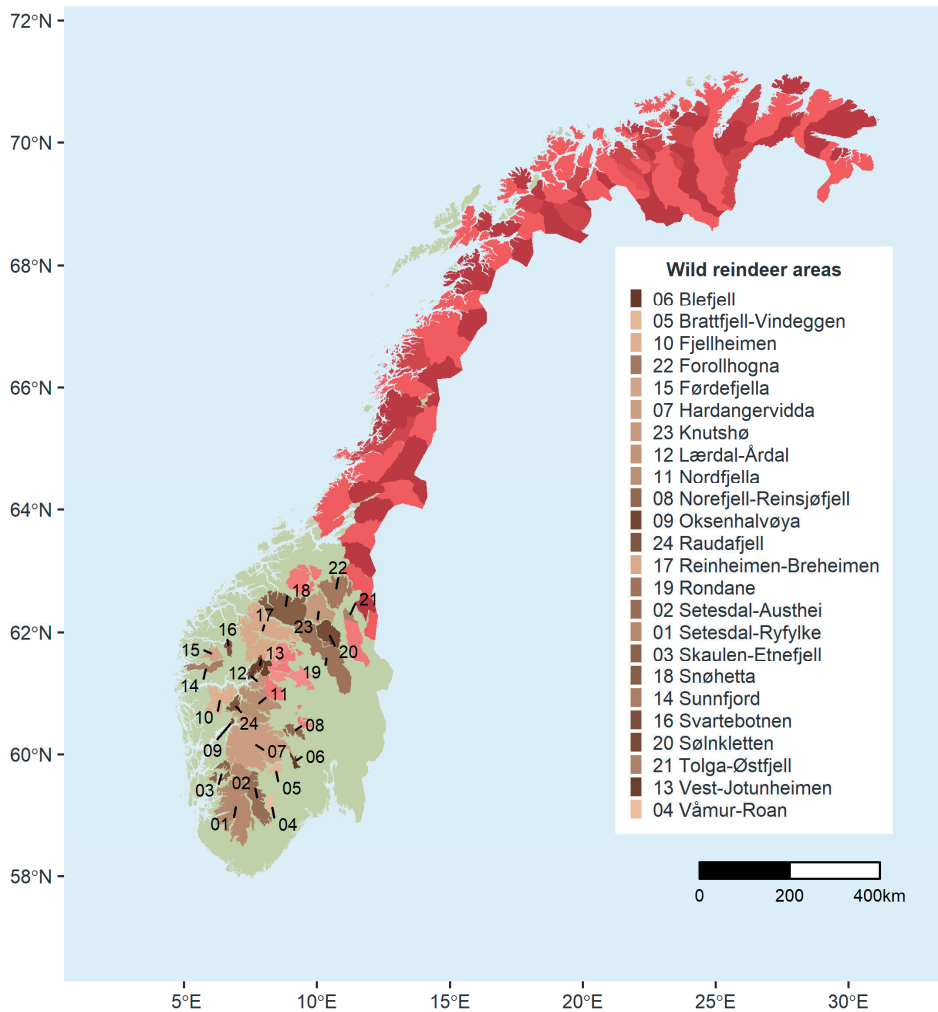 72°N
70°N
68°N
66°N
64°N
62°N
60°N
58°N
Wild reindeer areas
06 Blefjell
05 Brattfjell-Vindeggen
10 Fjellheimen
22 Forollhogna
15 Førdefjella
07 Hardangervidda
23 Knutshø
12 Lærdal-Årdal
11 Nordfjella
08 Norefjell-Reinsjøfjell
09 Oksenhalvøya
24 Raudafjell
17 Reinheimen-Breheimen
19 Rondane
02 Setesdal-Austhei
01 Setesdal-Ryfylke
03 Skaulen-Etnefjell
18 Snøhetta
14 Sunnfjord
16 Svartebotnen
20 Sølnkletten
21 Tolga-Østfjell
13 Vest-Jotunheimen
04 Våmur-Roan
22
18
21
17
16
23
15
13
20
12
19
14
11
10
24
08
09
07
06
02
03
05
01
04
0 200 400km
5°E 10°E 15°E 20°E 25°E 30°E